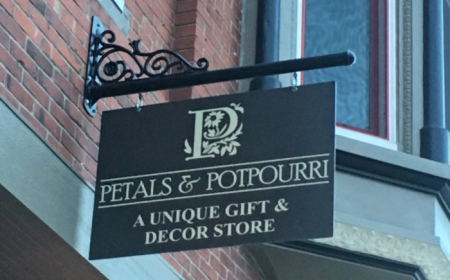 P
PETALS & POTPOURRI
A UNIQUE GIFT &
DECOR STORE